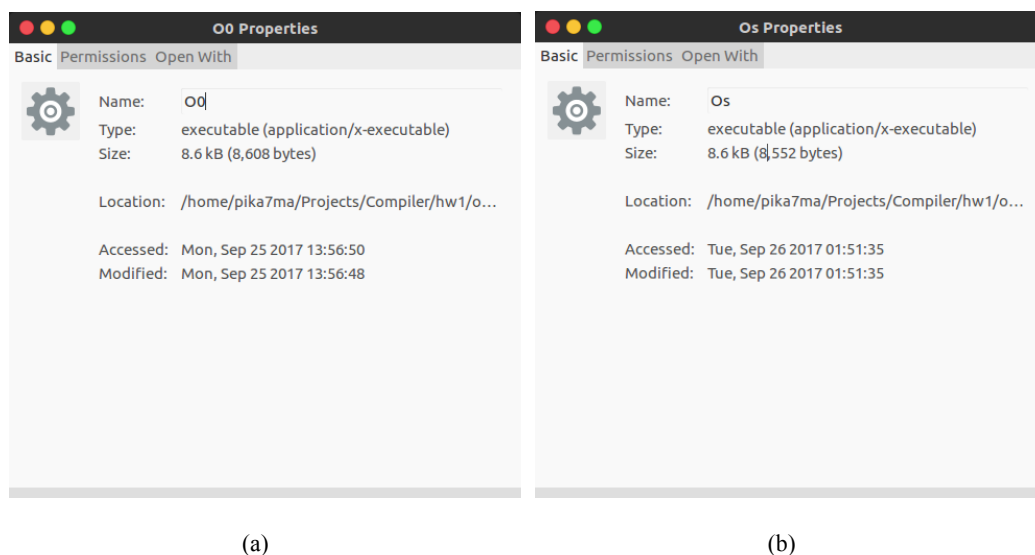 O0 Properties
Basic Permissions Open With
Name: O0
Type: executable (application/x-executable)
Size: 8.6 kB (8,608 bytes)
Location: /home/pika7ma/Projects/Compiler/hw1/o...
Accessed: Mon, Sep 25 2017 13:56:50
Modified: Mon, Sep 25 2017 13:56:48
(a)
Os Properties
Basic Permissions Open With
Name: Os
Type: executable (application/x-executable)
Size: 8.6 kB (8,552 bytes)
Location: /home/pika7ma/Projects/Compiler/hw1/o...
Accessed: Tue, Sep 26 2017 01:51:35
Modified: Tue, Sep 26 2017 01:51:35
(b)